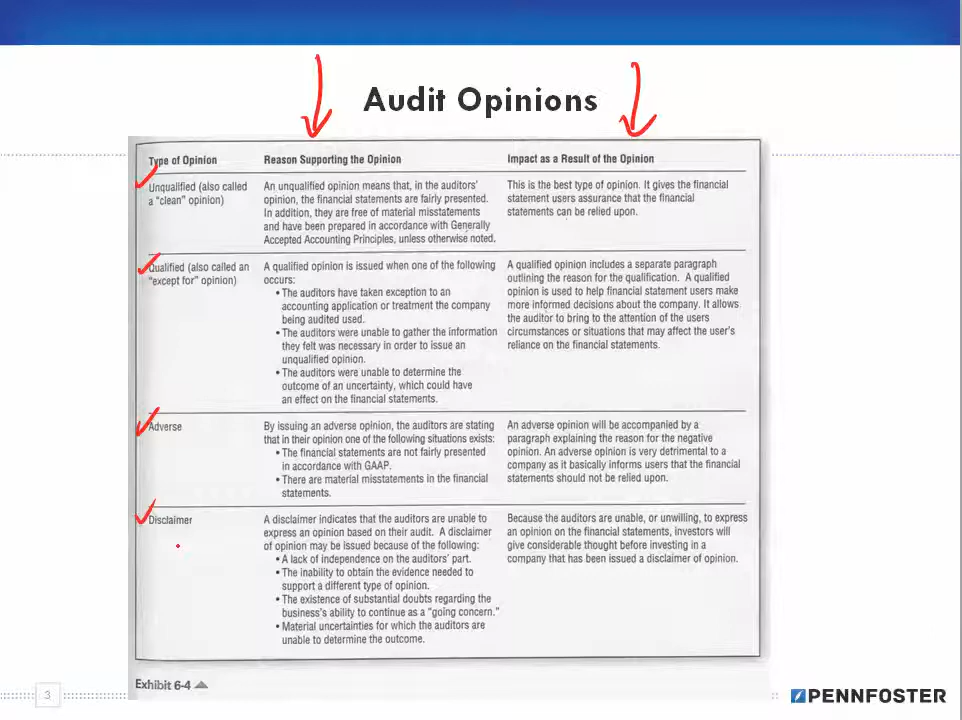 Audit Opinions
Type of Opinion
Reason Supporting the Opinion
Impact as a Result of the Opinion
Unqualified (also called
a “clean” opinion)
An unqualified opinion means that, in the auditors’
opinion, the financial statements are fairly presented.
In addition, they are free of material misstatements
and have been prepared in accordance with Generally
Accepted Accounting Principles, unless otherwise noted.
This is the best type of opinion. It gives the financial
statement users assurance that the financial
statements can be relied upon.
Qualified (also called an
“except for” opinion)
A qualified opinion is issued when one of the following
occurs:
• The auditors have taken exception to an
accounting application or treatment the company
being audited used.
• The auditors were unable to gather the information
they felt was necessary in order to issue an
unqualified opinion.
• The auditors were unable to determine the
outcome of an uncertainty, which could have
an effect on the financial statements.
A qualified opinion includes a separate paragraph
outlining the reason for the qualification. A qualified
opinion is used to help financial statement users make
more informed decisions about the company. It allows
the auditor to bring to the attention of the users
circumstances or situations that may affect the user’s
reliance on the financial statements.
Adverse
By issuing an adverse opinion, the auditors are stating
that in their opinion one of the following situations exists:
• The financial statements are not fairly presented
in accordance with GAAP.
• There are material misstatements in the financial
statements.
An adverse opinion will be accompanied by a
paragraph explaining the reason for the negative
opinion. An adverse opinion is very detrimental to a
company as it basically informs users that the financial
statements should not be relied upon.
Disclaimer
A disclaimer indicates that the auditors are unable to
express an opinion based on their audit. A disclaimer
of opinion may be issued because of the following:
• A lack of independence on the auditors’ part.
• The inability to obtain the evidence needed to
support a different type of opinion.
• The existence of substantial doubts regarding the
business’s ability to continue as a “going concern.”
• Material uncertainties for which the auditors are
unable to determine the outcome.
Because the auditors are unable, or unwilling, to express
an opinion on the financial statements, investors will
give considerable thought before investing in a
company that has been issued a disclaimer of opinion.
Exhibit 6-4
3
PENNFOSTER